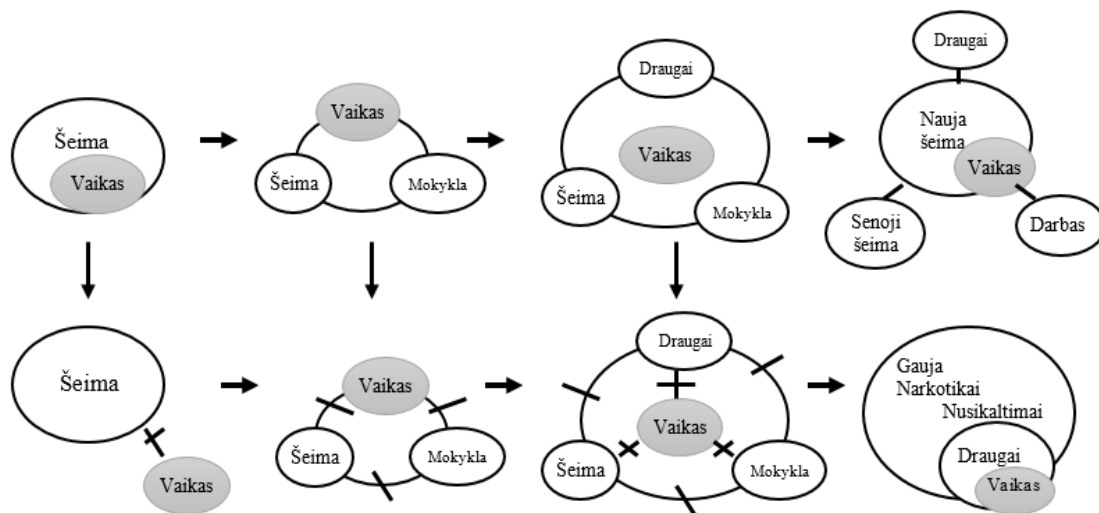 Šeima
Vaikas
Vaikas
Šeima
Mokykla
Draugai
Vaikas
Šeima
Mokykla
Draugai
Nauja
šeima
Vaikas
Senoji
šeima
Darbas
Šeima
Vaikas
Vaikas
Šeima
Mokykla
Draugai
Vaikas
Šeima
Mokykla
Gauja
Narkotikai
Nusikaltimai
Draugai
Vaikas